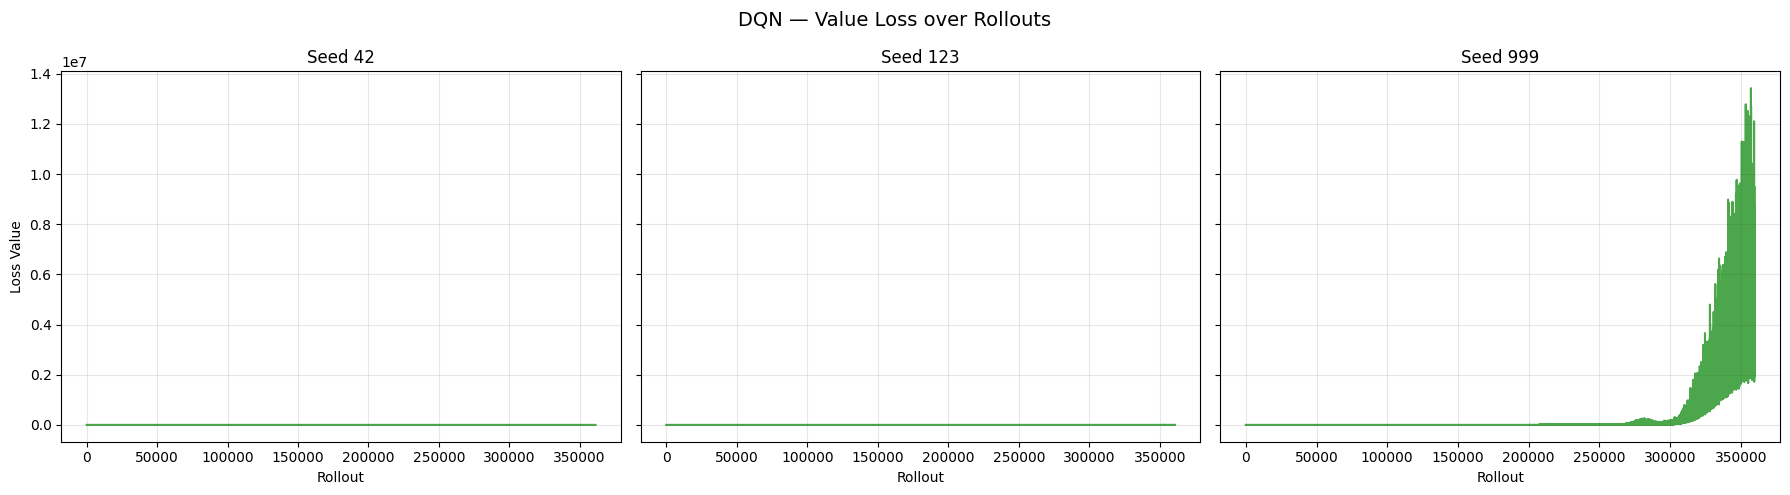 DQN — Value Loss over Rollouts
Seed 42
Seed 123
Seed 999
1e7
1.4
1.2
1.0
0.8
0.6
0.4
0.2
0.0
Loss Value
0 50000 100000 150000 200000 250000 300000 350000
0 50000 100000 150000 200000 250000 300000 350000
0 50000 100000 150000 200000 250000 300000 350000
Rollout
Rollout
Rollout